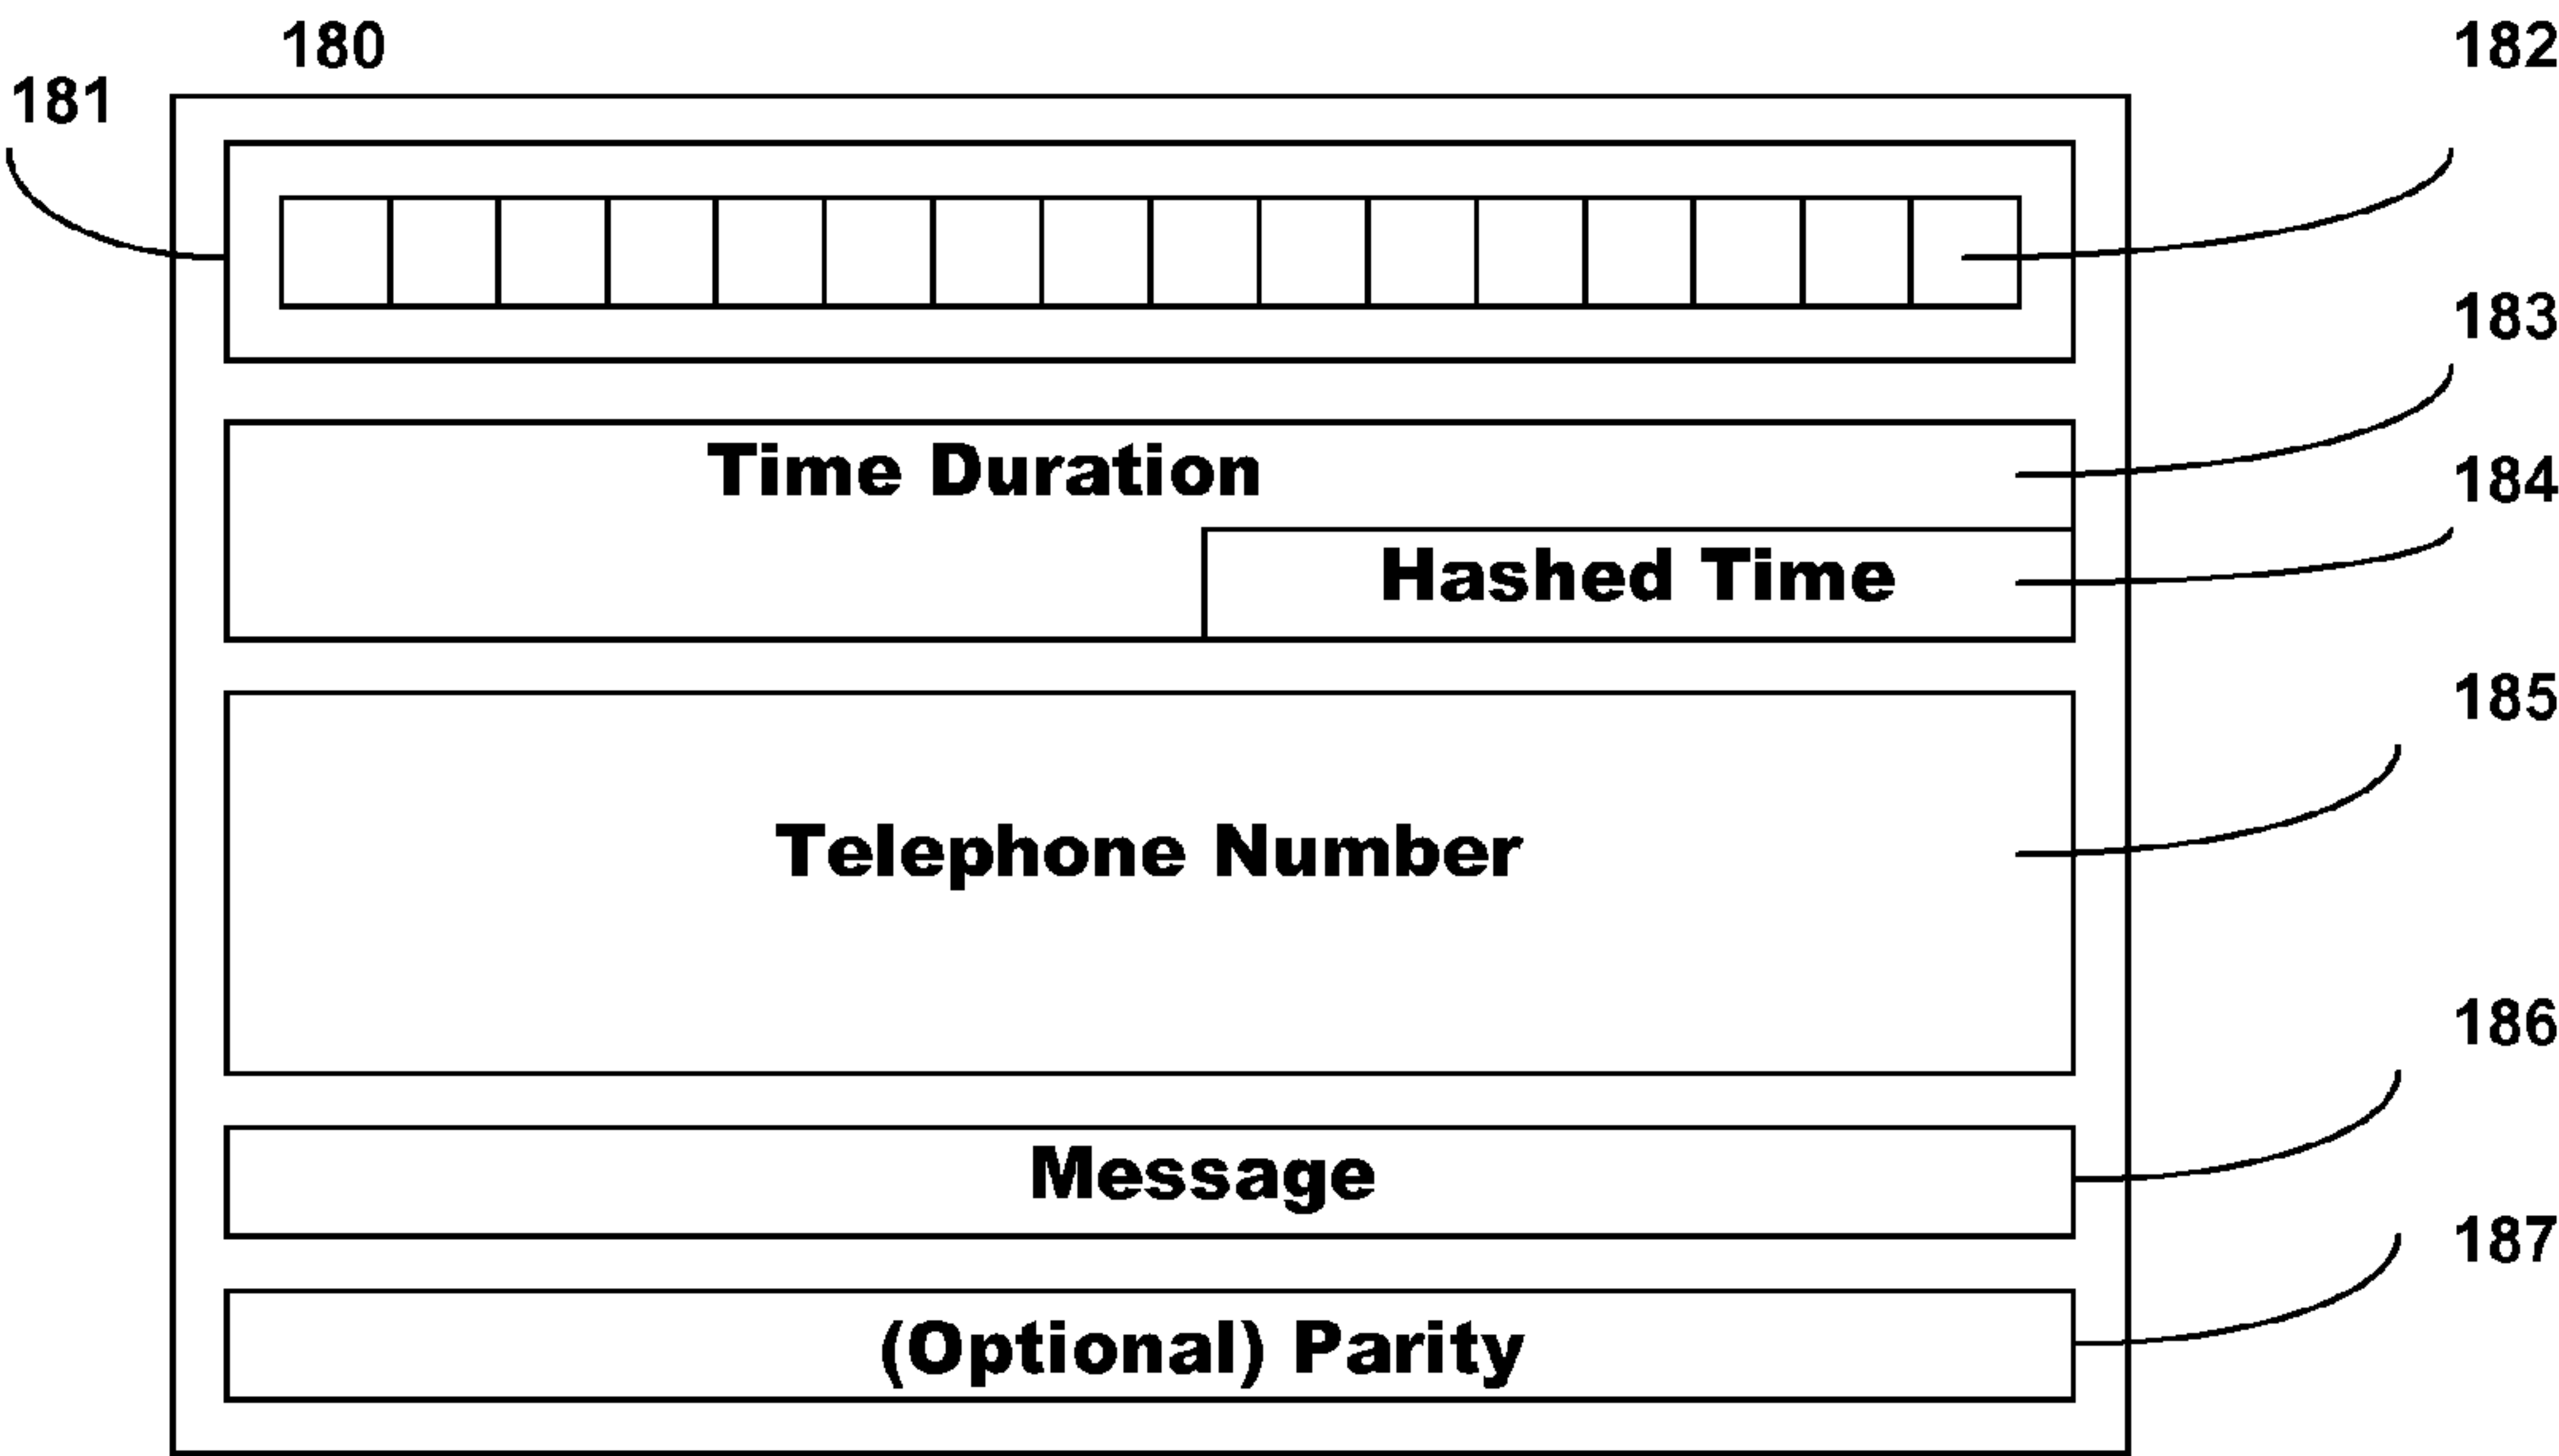 180
182
181
183
Time Duration
184
Hashed Time
185
Telephone Number
186
Message
187
(Optional) Parity